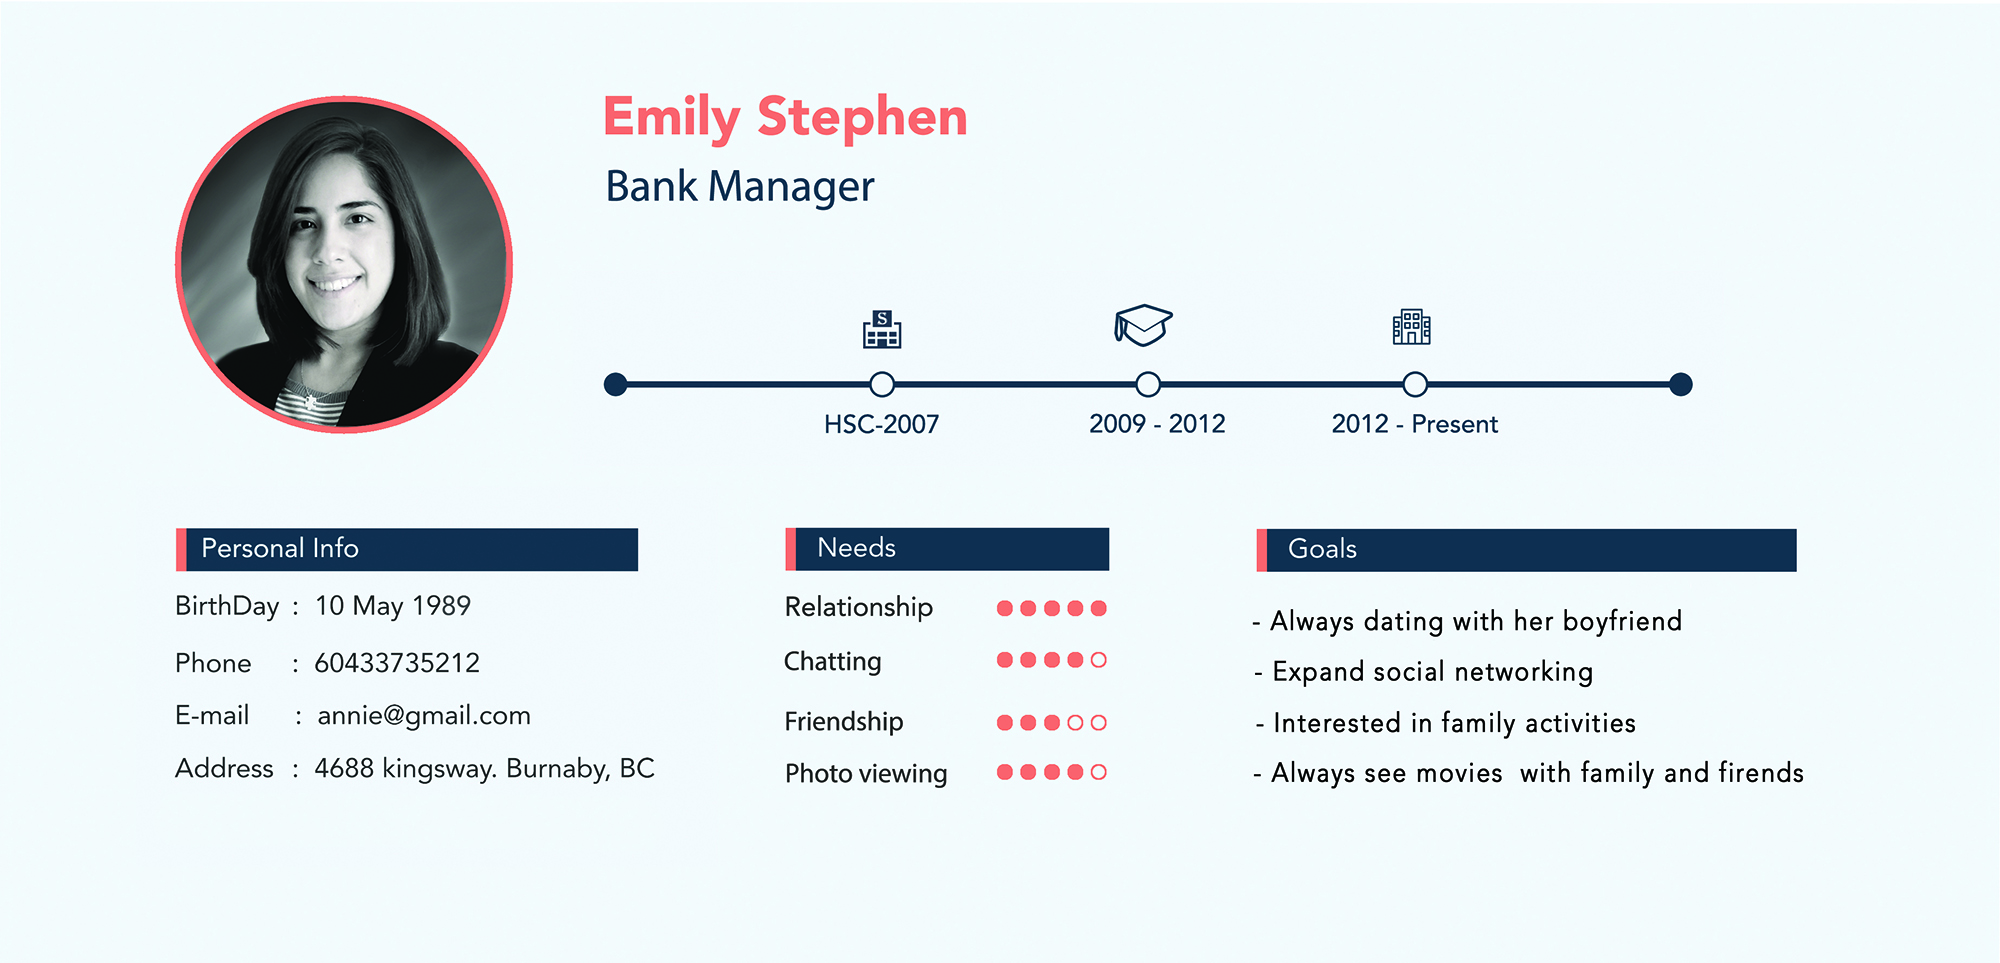 Emily Stephen
Bank Manager
S
HSC-2007
2009 - 2012
2012 - Present
Personal Info
BirthDay : 10 May 1989
Phone : 60433735212
E-mail : annie@gmail.com
Address : 4688 kingsway. Burnaby, BC
Needs
Relationship
Chatting
Friendship
Photo viewing
Goals
- Always dating with her boyfriend
- Expand social networking
- Interested in family activities
- Always see movies with family and firends